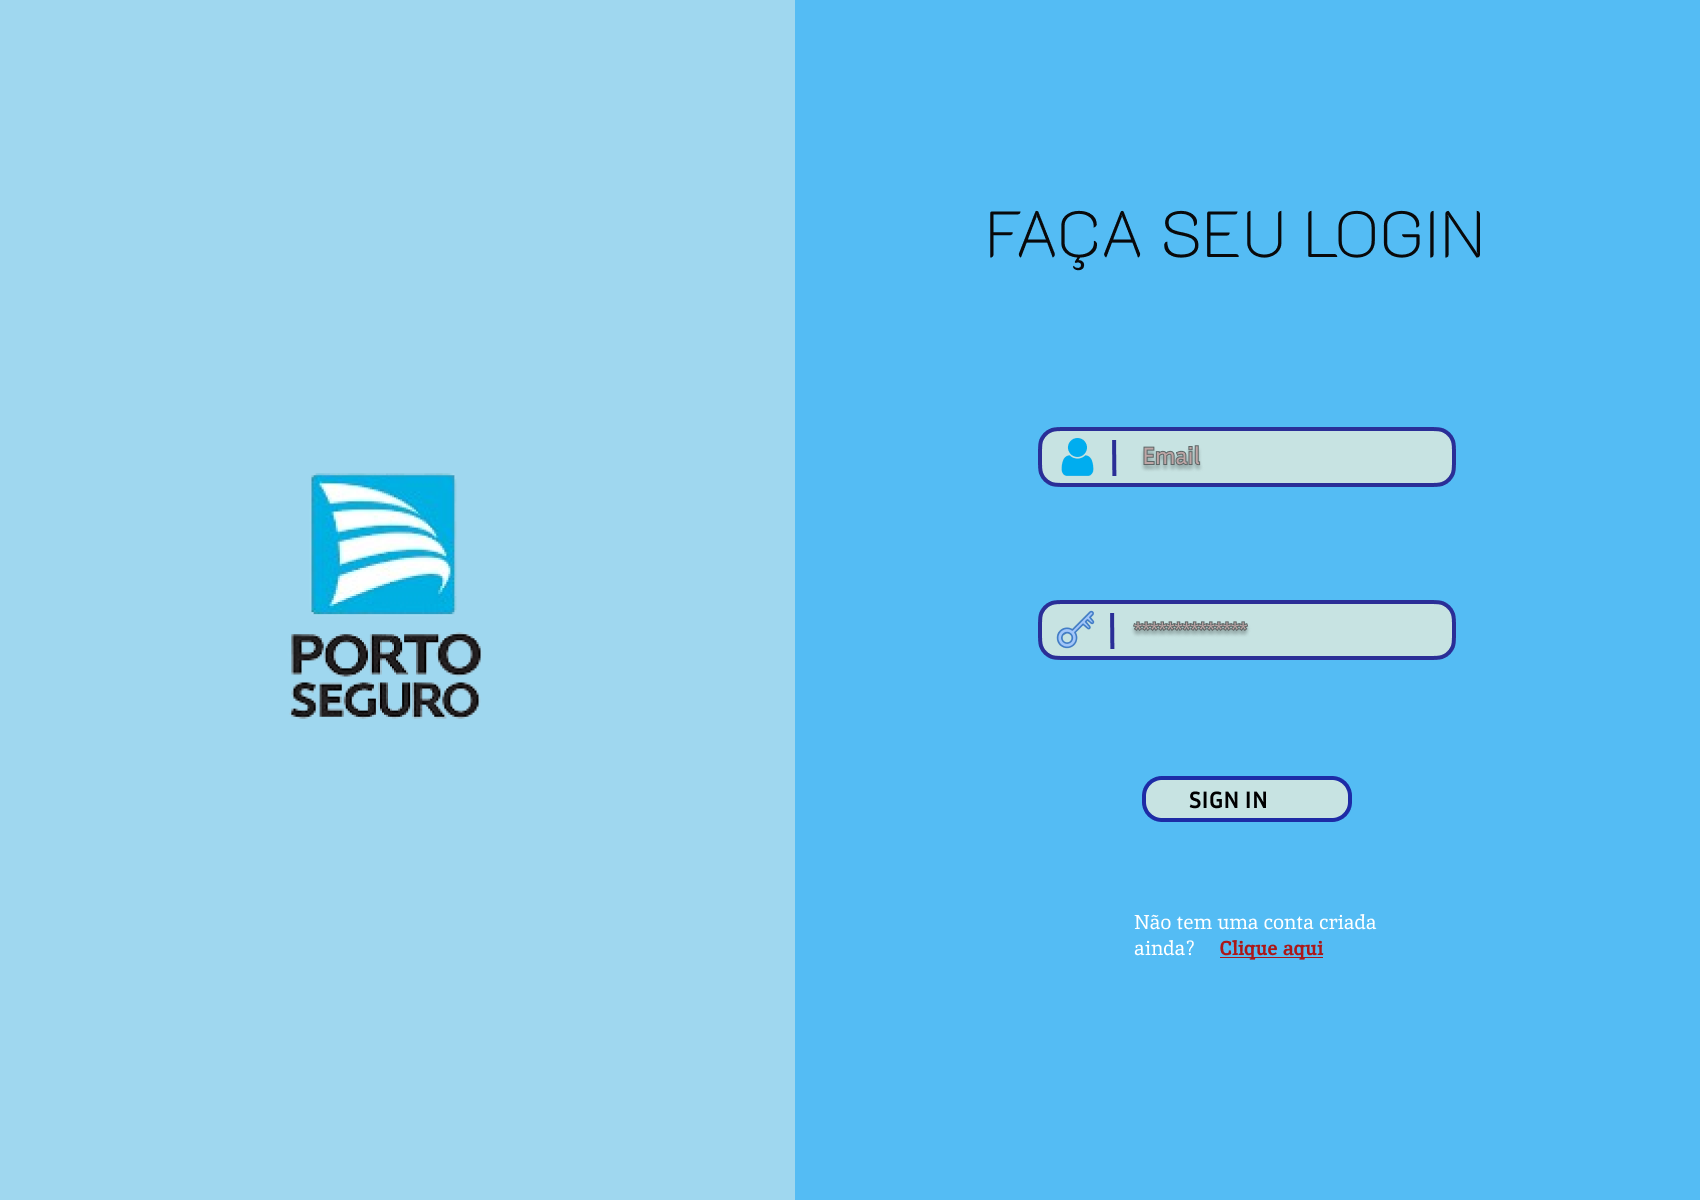 PORTO
SEGURO
FAÇA SEU LOGIN
Email
***************
SIGN IN
Não tem uma conta criada
ainda? Clique aqui